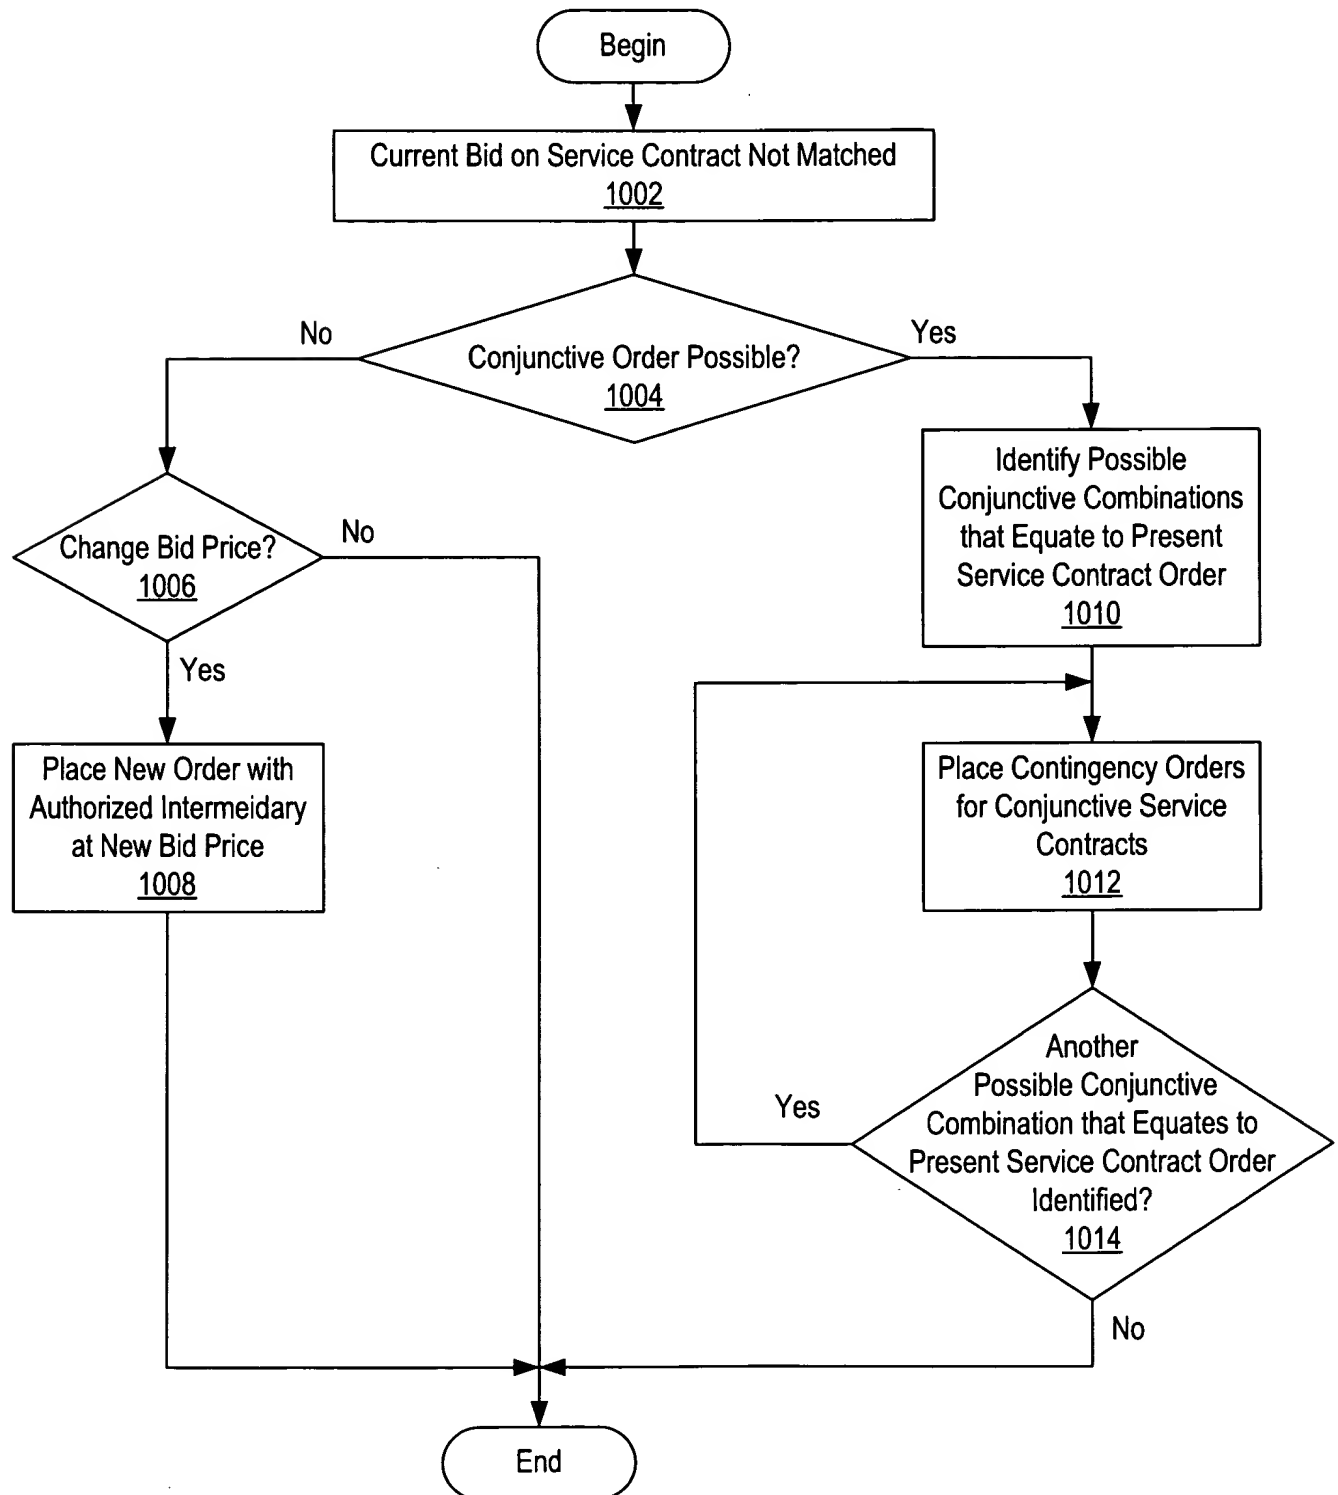 Begin
Current Bid on Service Contract Not Matched
1002
No
Yes
Conjunctive Order Possible?
1004
Change Bid Price?
1006
No
Yes
Place New Order with
Authorized Intermeidary
at New Bid Price
1008
Identify Possible
Conjunctive Combinations
that Equate to Present
Service Contract Order
1010
Place Contingency Orders
for Conjunctive Service
Contracts
1012
Another
Possible Conjunctive
Combination that Equates to
Present Service Contract Order
Identified?
1014
Yes
No
End